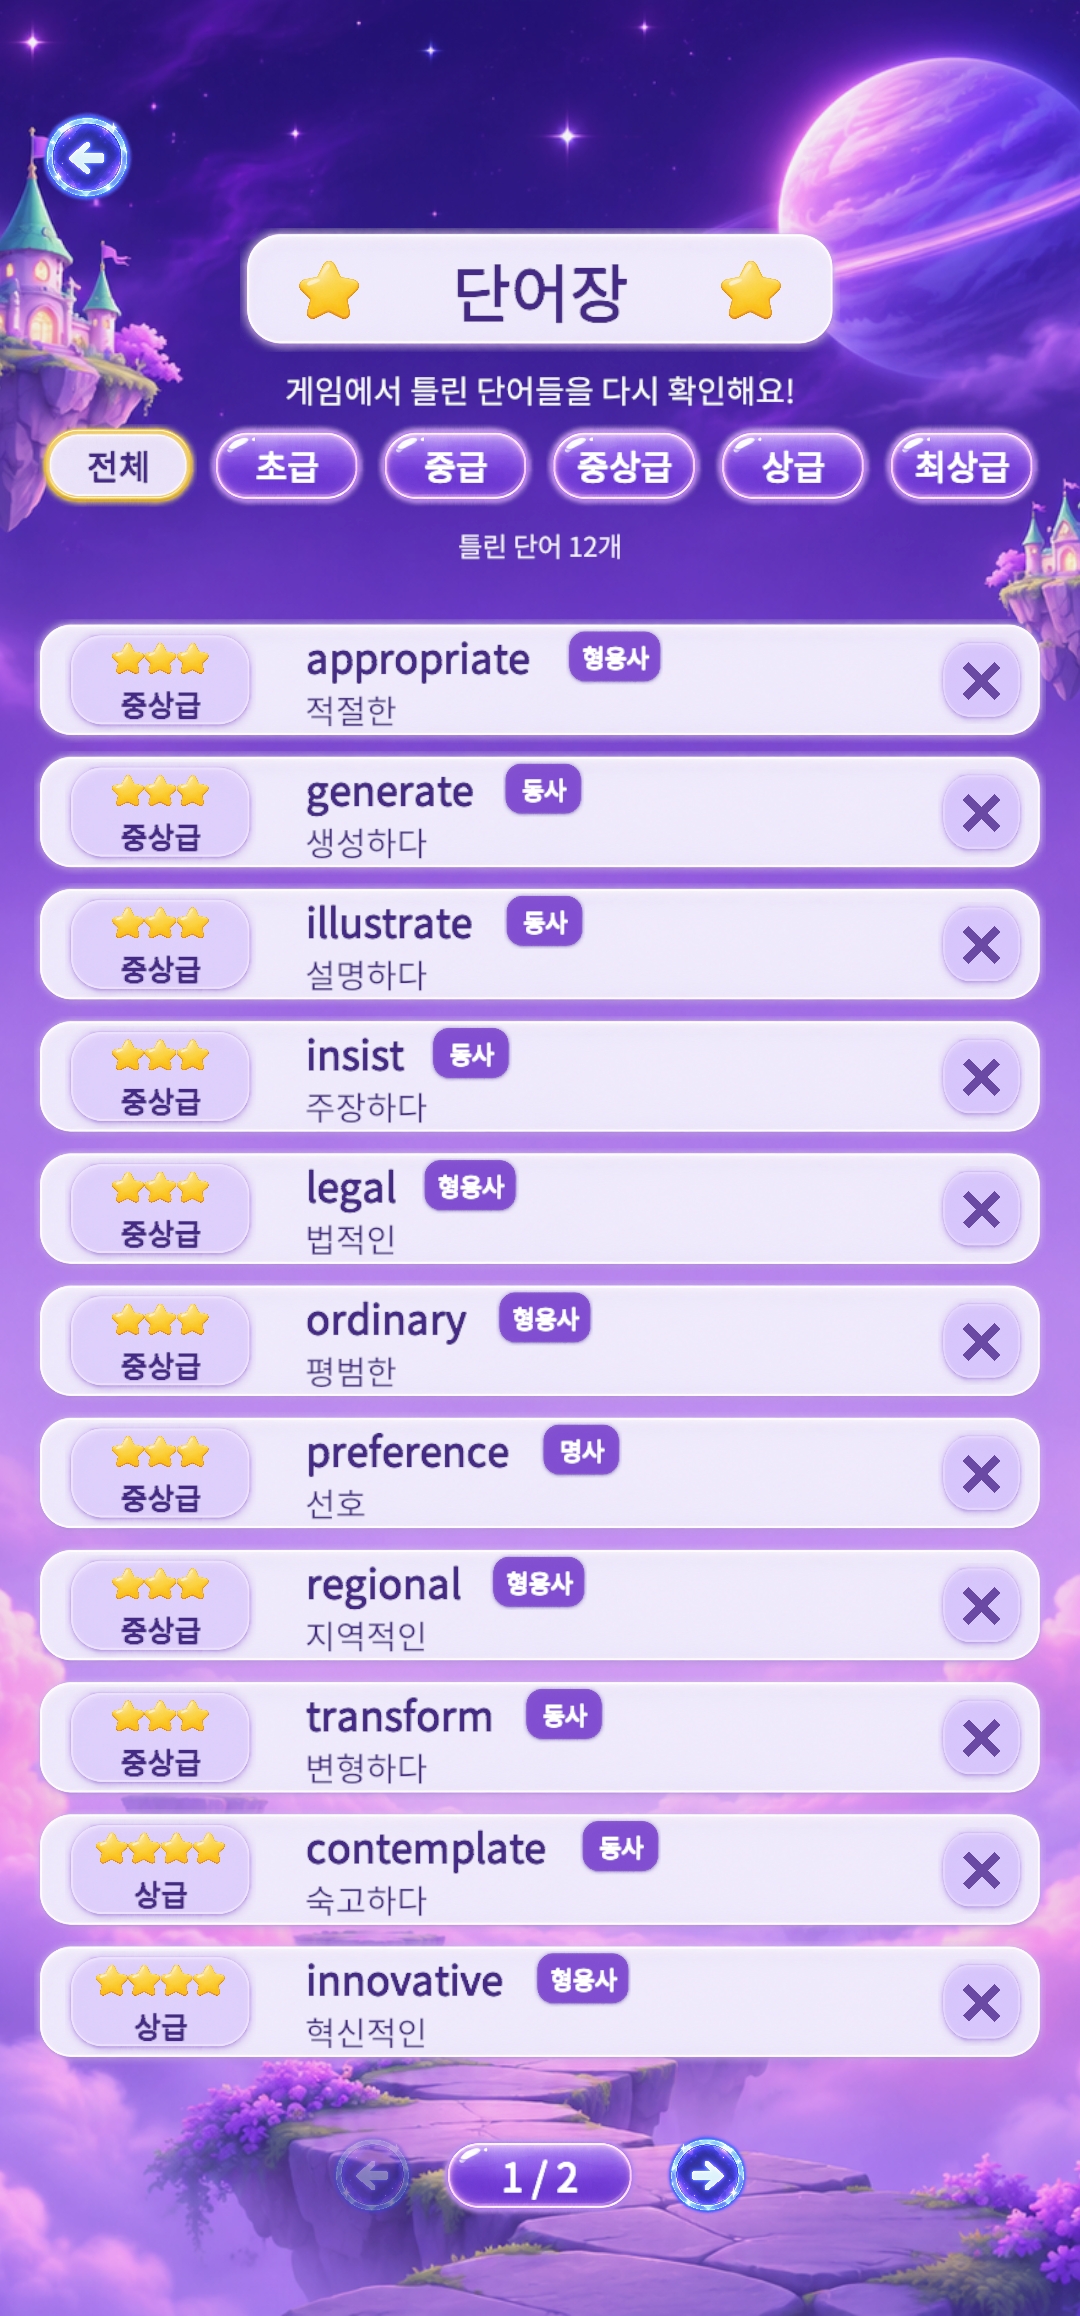 단어장
게임에서 틀린 단어들을 다시 확인해요!
전체 초급 중급 중상급 상급 최상급
틀린 단어 12개
중상급
appropriate 형용사
적절한
중상급
generate 동사
생성하다
중상급
illustrate 동사
설명하다
중상급
insist 동사
주장하다
중상급
legal 형용사
법적인
중상급
ordinary 형용사
평범한
중상급
preference 명사
선호
중상급
regional 형용사
지역적인
중상급
transform 동사
변형하다
상급
contemplate 동사
숙고하다
상급
innovative 형용사
혁신적인
1 / 2